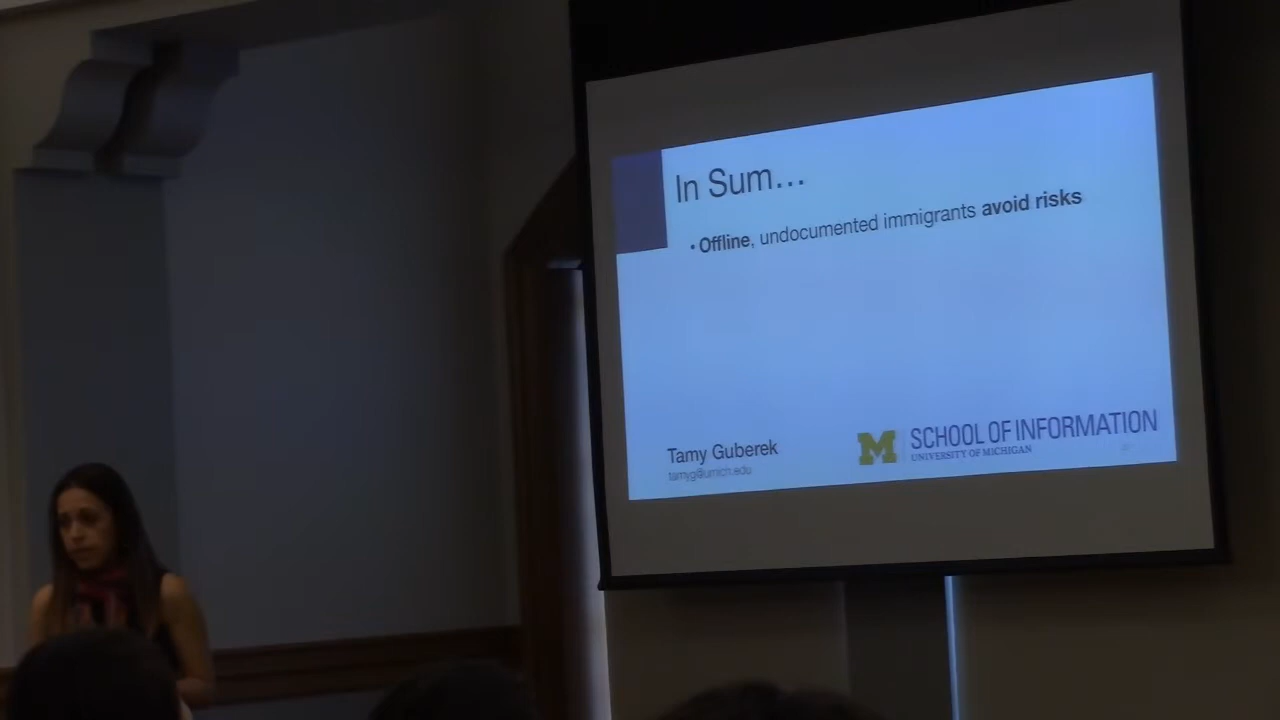 In Sum...
• Offline, undocumented immigrants avoid risks
Tamy Guberek
tamyg@umich.edu
M SCHOOL OF INFORMATION
UNIVERSITY OF MICHIGAN